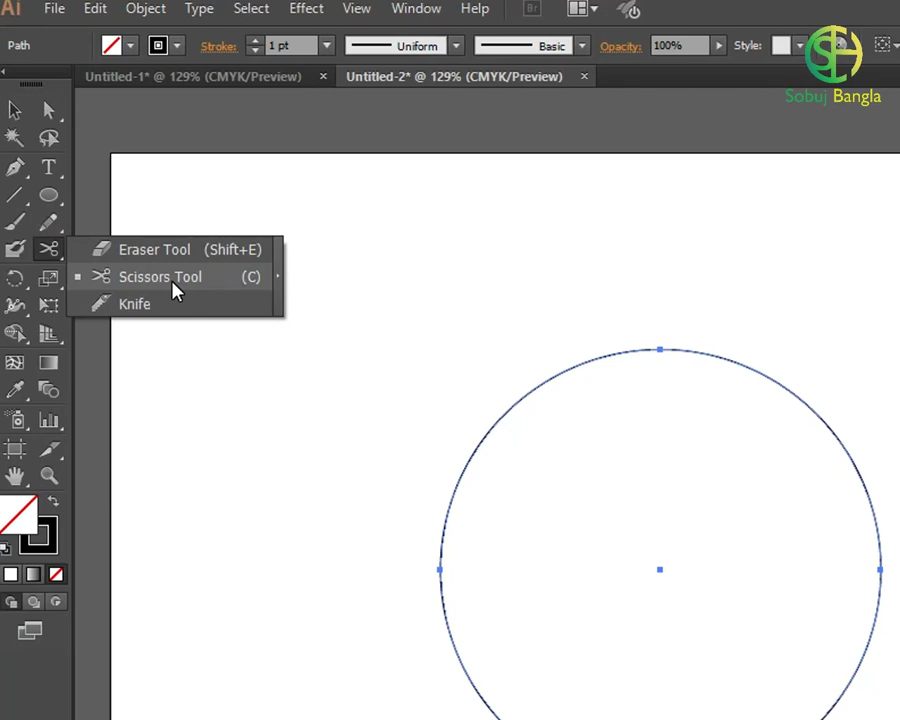 Ai File Edit Object Type Select Effect View Window Help Br
Path Stroke: 1 pt Uniform Basic Opacity: 100% Style:
Sobuj Bangla
Untitled-1* @ 129% (CMYK/Preview) × Untitled-2* @ 129% (CMYK/Preview) ×
T
Eraser Tool (Shift+E)
Scissors Tool (C)
Knife